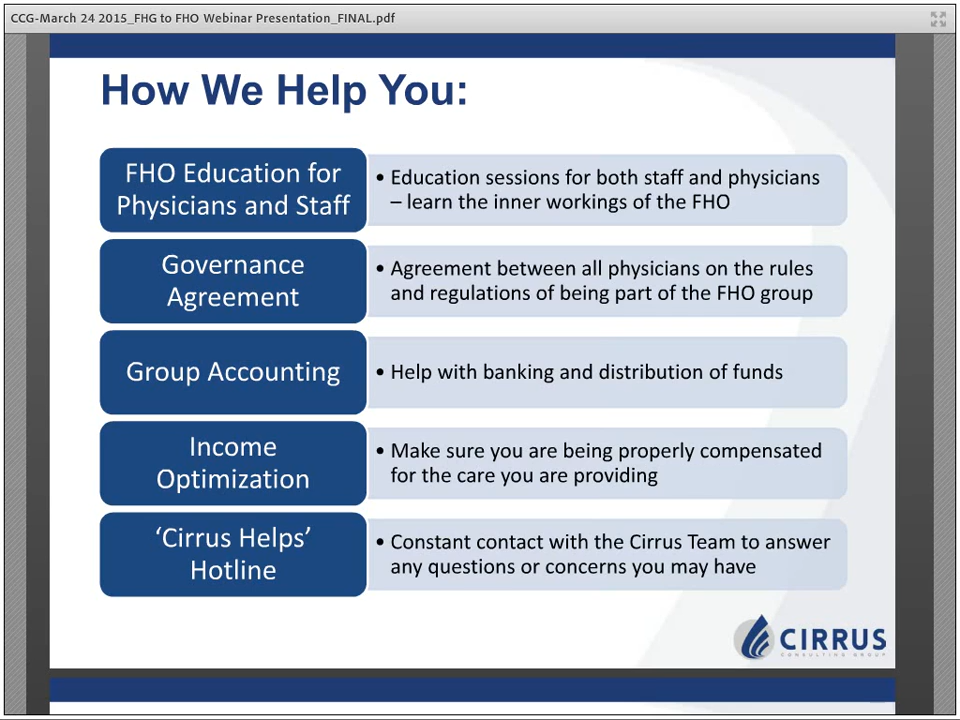 CCG-March 24 2015_FHG to FHO Webinar Presentation_FINAL.pdf
How We Help You:
FHO Education for
Physicians and Staff
• Education sessions for both staff and physicians
– learn the inner workings of the FHO
Governance
Agreement
• Agreement between all physicians on the rules
and regulations of being part of the FHO group
Group Accounting
• Help with banking and distribution of funds
Income
Optimization
• Make sure you are being properly compensated
for the care you are providing
‘Cirrus Helps’
Hotline
• Constant contact with the Cirrus Team to answer
any questions or concerns you may have
CIRRUS
CONSULTING GROUP